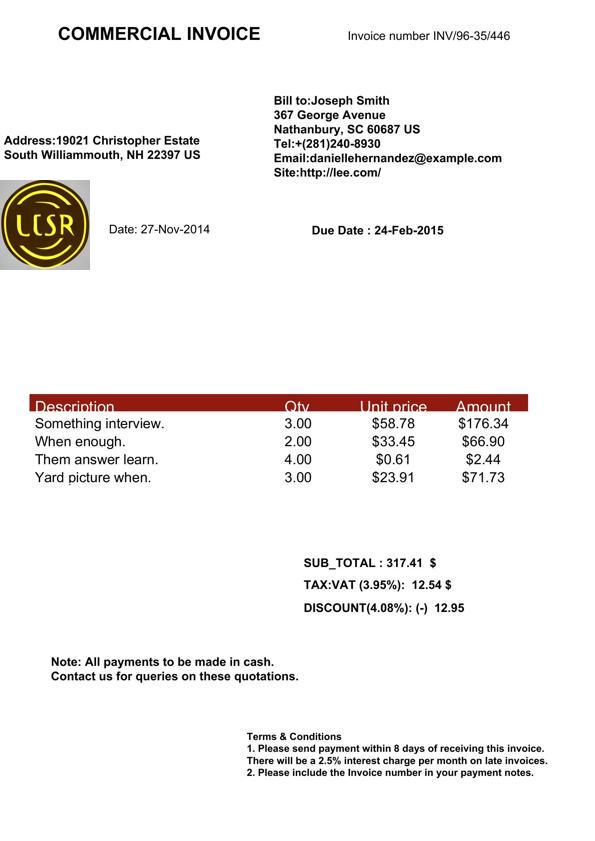 COMMERCIAL INVOICE
Invoice number INV/96-35/446
Bill to:Joseph Smith
367 George Avenue
Nathanbury, SC 60687 US
Tel:+(281)240-8930
Email:daniellehernandez@example.com
Site:http://lee.com/
Address:19021 Christopher Estate
South Williammouth, NH 22397 US
LCSR
Date: 27-Nov-2014
Due Date : 24-Feb-2015
Description Qty Unit price Amount
Something interview. 3.00 $58.78 $176.34
When enough. 2.00 $33.45 $66.90
Them answer learn. 4.00 $0.61 $2.44
Yard picture when. 3.00 $23.91 $71.73
SUB_TOTAL : 317.41 $
TAX:VAT (3.95%): 12.54 $
DISCOUNT(4.08%): (-) 12.95
Note: All payments to be made in cash.
Contact us for queries on these quotations.
Terms & Conditions
1. Please send payment within 8 days of receiving this invoice.
There will be a 2.5% interest charge per month on late invoices.
2. Please include the Invoice number in your payment notes.